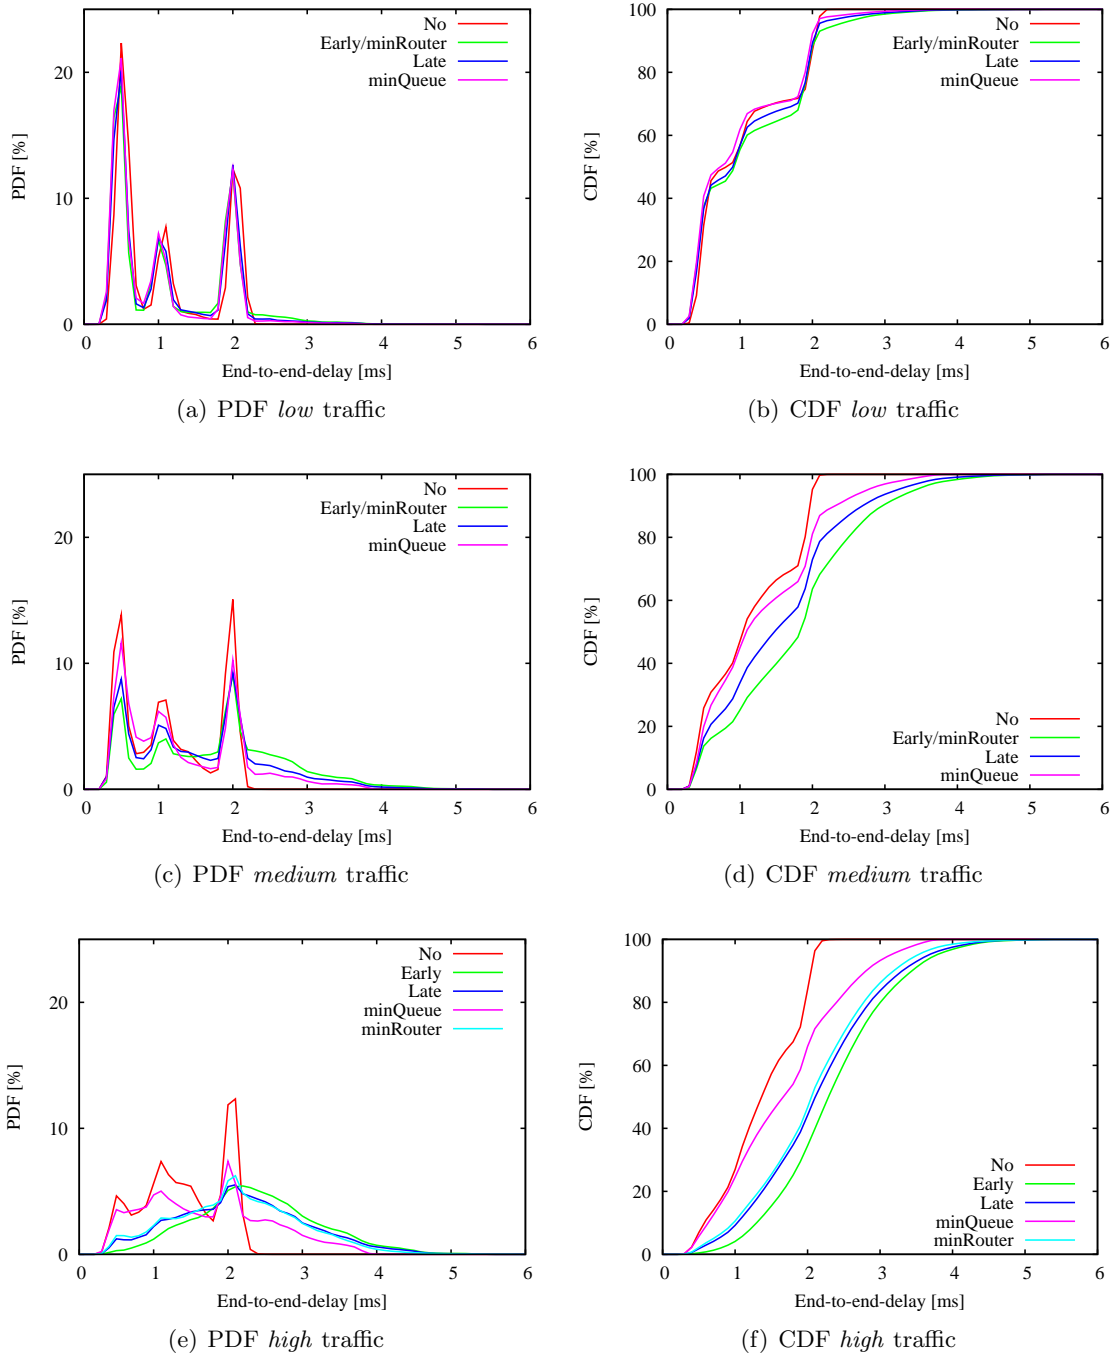 PDF [%]
20
10
0
0 1 2 3 4 5 6
End-to-end-delay [ms]
No
Early/minRouter
Late
minQueue
(a) PDF low traffic
CDF [%]
100
80
60
40
20
0
0 1 2 3 4 5 6
End-to-end-delay [ms]
No
Early/minRouter
Late
minQueue
(b) CDF low traffic
PDF [%]
20
10
0
0 1 2 3 4 5 6
End-to-end-delay [ms]
No
Early/minRouter
Late
minQueue
(c) PDF medium traffic
CDF [%]
100
80
60
40
20
0
0 1 2 3 4 5 6
End-to-end-delay [ms]
No
Early/minRouter
Late
minQueue
(d) CDF medium traffic
PDF [%]
20
10
0
0 1 2 3 4 5 6
End-to-end-delay [ms]
No
Early
Late
minQueue
minRouter
(e) PDF high traffic
CDF [%]
100
80
60
40
20
0
0 1 2 3 4 5 6
End-to-end-delay [ms]
No
Early
Late
minQueue
minRouter
(f) CDF high traffic